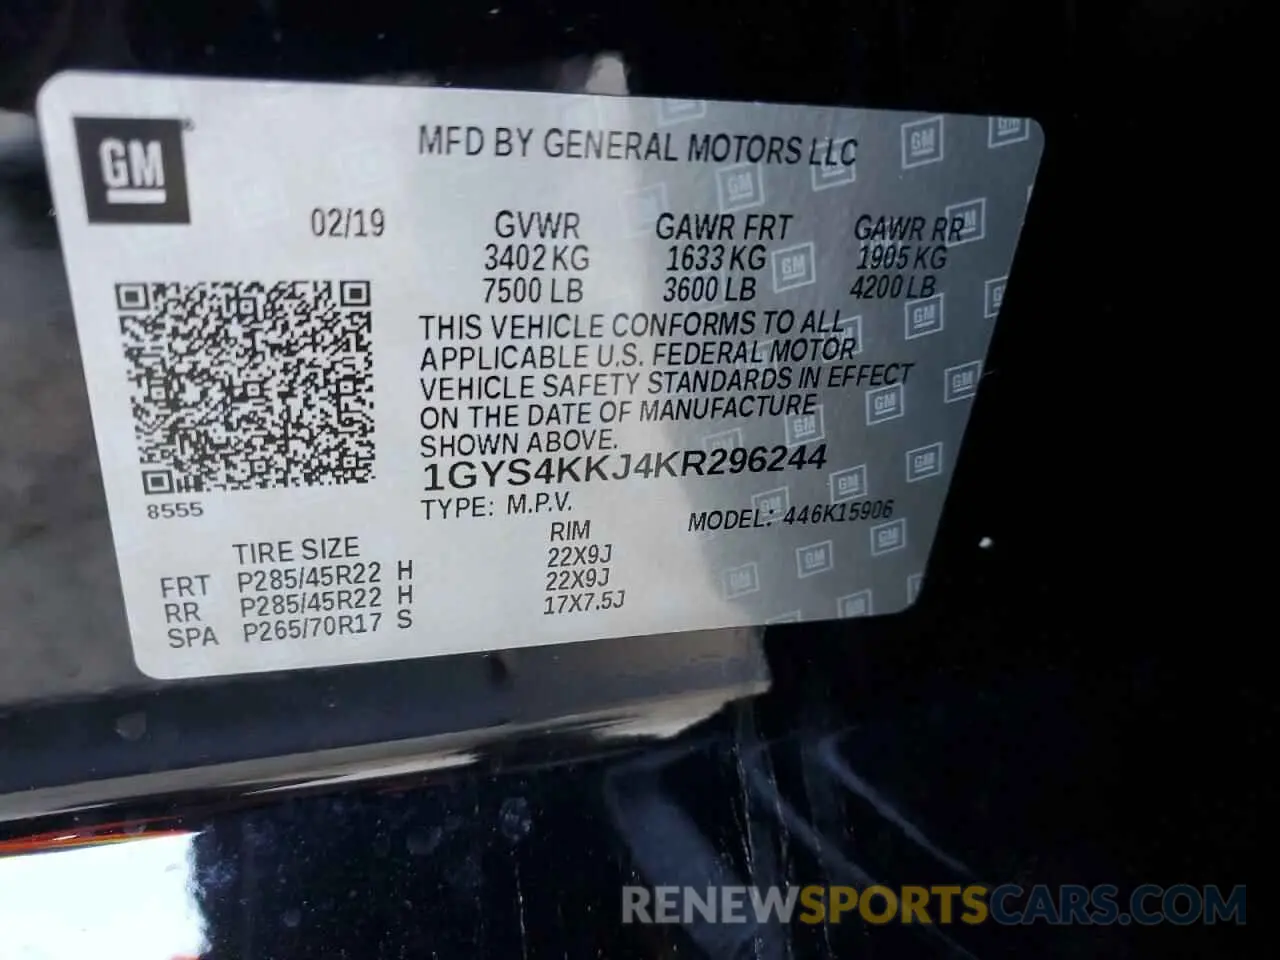 GM
MFD BY GENERAL MOTORS LLC
02/19
GVWR GAWR FRT GAWR RR
3402 KG 1633 KG 1905 KG
7500 LB 3600 LB 4200 LB
THIS VEHICLE CONFORMS TO ALL
APPLICABLE U.S. FEDERAL MOTOR
VEHICLE SAFETY STANDARDS IN EFFECT
ON THE DATE OF MANUFACTURE
SHOWN ABOVE.
1GYS4KKJ4KR296244
8555
TYPE: M.P.V. MODEL: 446K15906
TIRE SIZE RIM
FRT P285/45R22 H 22X9J
RR P285/45R22 H 22X9J
SPA P265/70R17 S 17X7.5J
RENEWSPORTSCARS.COM